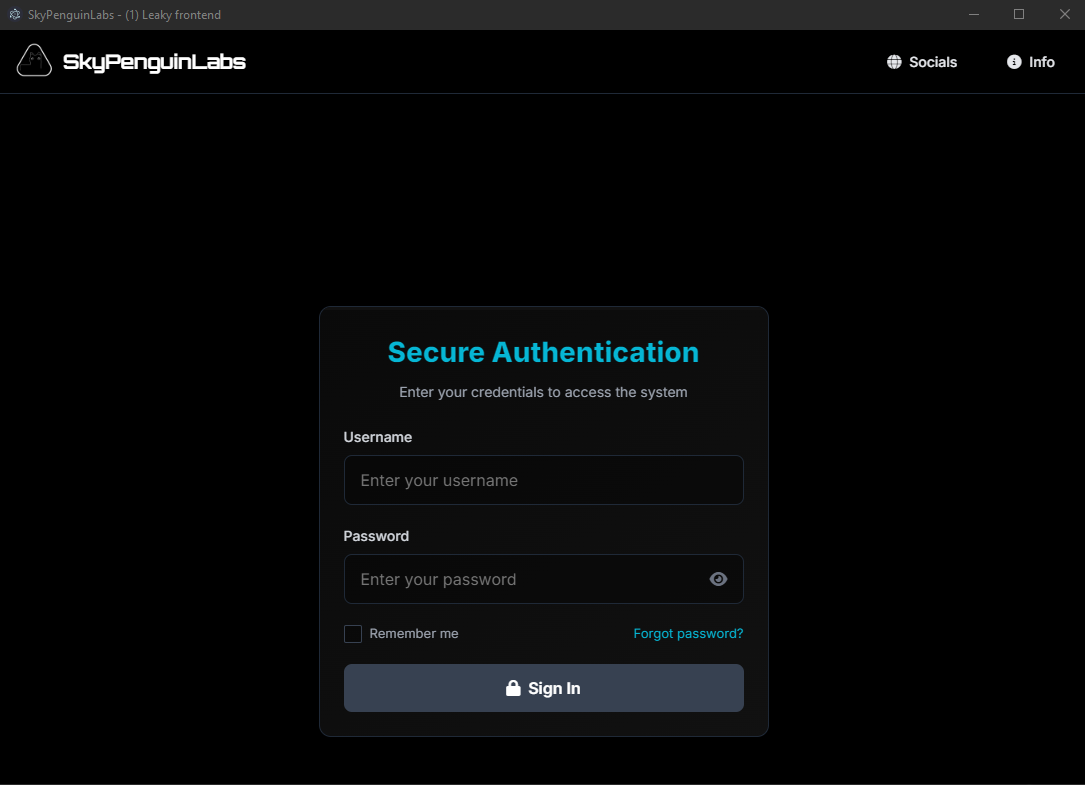 SkyPenguinLabs - (1) Leaky frontend
SkyPenguinLabs
Socials
Info
Secure Authentication
Enter your credentials to access the system
Username
Enter your username
Password
Enter your password
Remember me
Forgot password?
Sign In